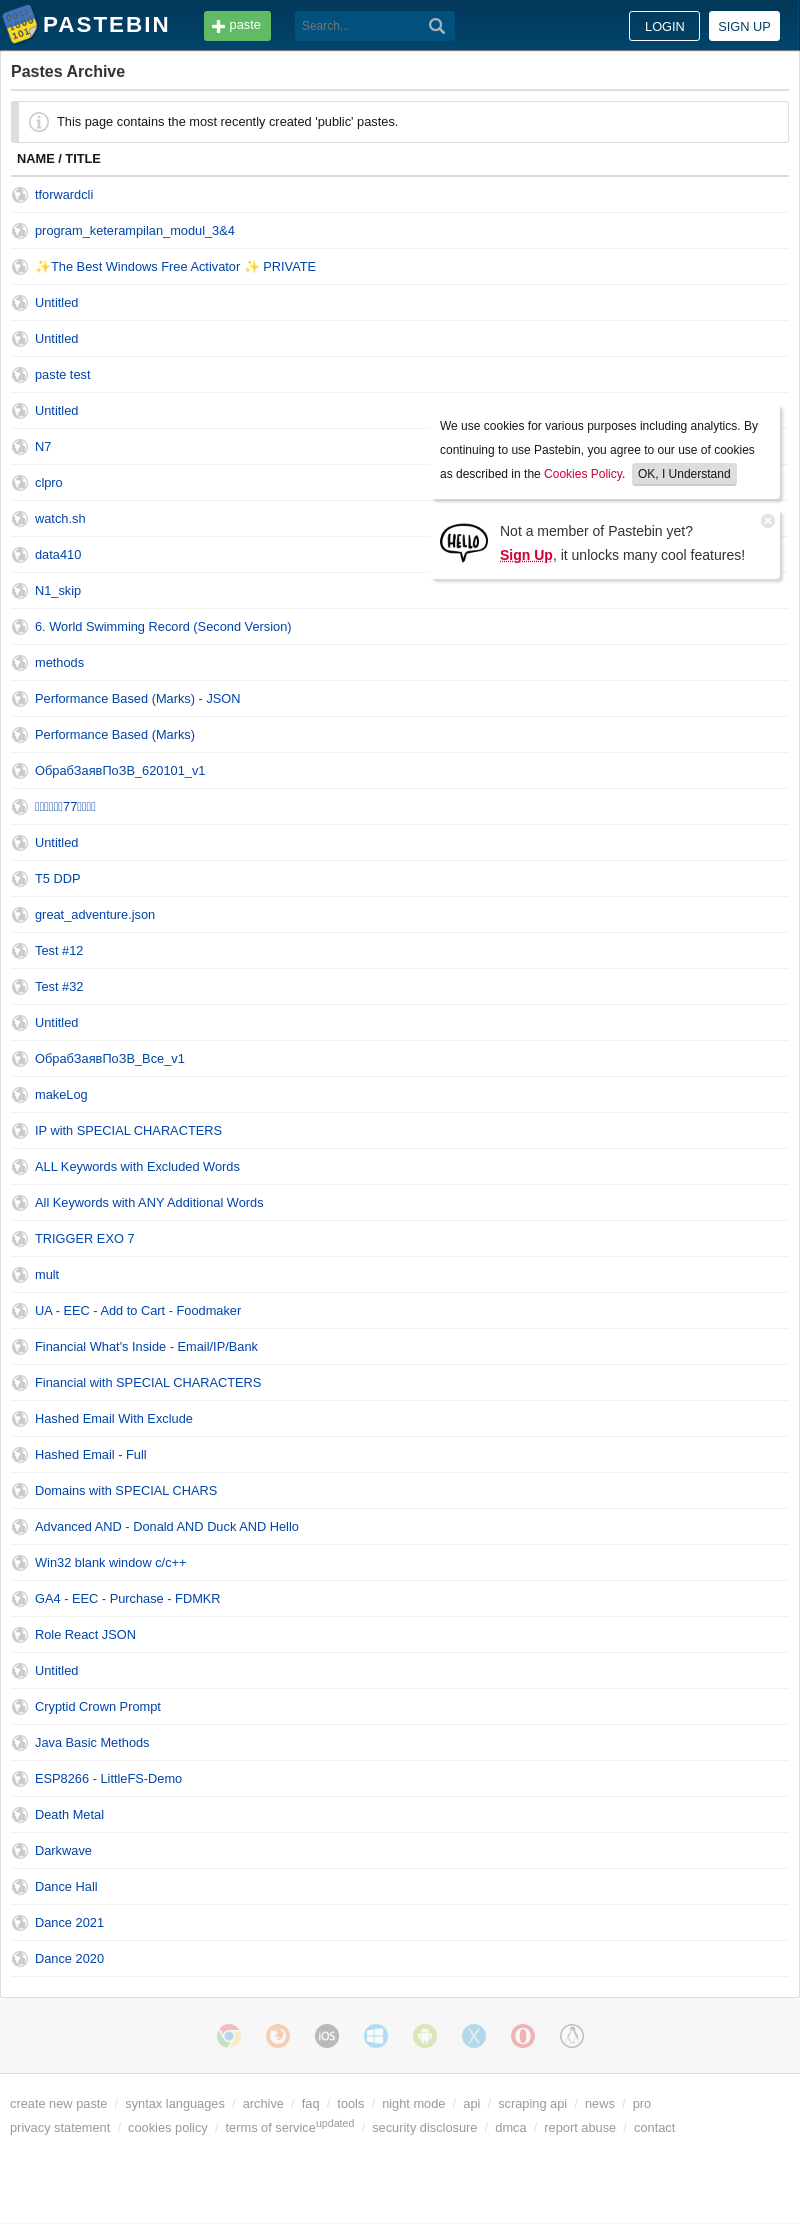 PASTEBIN
paste
Search...
LOGIN
SIGN UP
Pastes Archive
This page contains the most recently created 'public' pastes.
NAME / TITLE
tforwardcli
program_keterampilan_modul_3&4
✨The Best Windows Free Activator ✨ PRIVATE
Untitled
Untitled
paste test
Untitled
N7
clpro
watch.sh
data410
N1_skip
We use cookies for various purposes including analytics. By
continuing to use Pastebin, you agree to our use of cookies
as described in the Cookies Policy. OK, I Understand
HELLO
Not a member of Pastebin yet?
Sign Up, it unlocks many cool features!
6. World Swimming Record (Second Version)
methods
Performance Based (Marks) - JSON
Performance Based (Marks)
ОбрабЗаявПоЗВ_620101_v1
77
Untitled
T5 DDP
great_adventure.json
Test #12
Test #32
Untitled
ОбрабЗаявПоЗВ_Все_v1
makeLog
IP with SPECIAL CHARACTERS
ALL Keywords with Excluded Words
All Keywords with ANY Additional Words
TRIGGER EXO 7
mult
UA - EEC - Add to Cart - Foodmaker
Financial What's Inside - Email/IP/Bank
Financial with SPECIAL CHARACTERS
Hashed Email With Exclude
Hashed Email - Full
Domains with SPECIAL CHARS
Advanced AND - Donald AND Duck AND Hello
Win32 blank window c/c++
GA4 - EEC - Purchase - FDMKR
Role React JSON
Untitled
Cryptid Crown Prompt
Java Basic Methods
ESP8266 - LittleFS-Demo
Death Metal
Darkwave
Dance Hall
Dance 2021
Dance 2020
iOS
create new paste / syntax languages / archive / faq / tools / night mode / api / scraping api / news / pro
privacy statement / cookies policy / terms of service updated / security disclosure / dmca / report abuse / contact